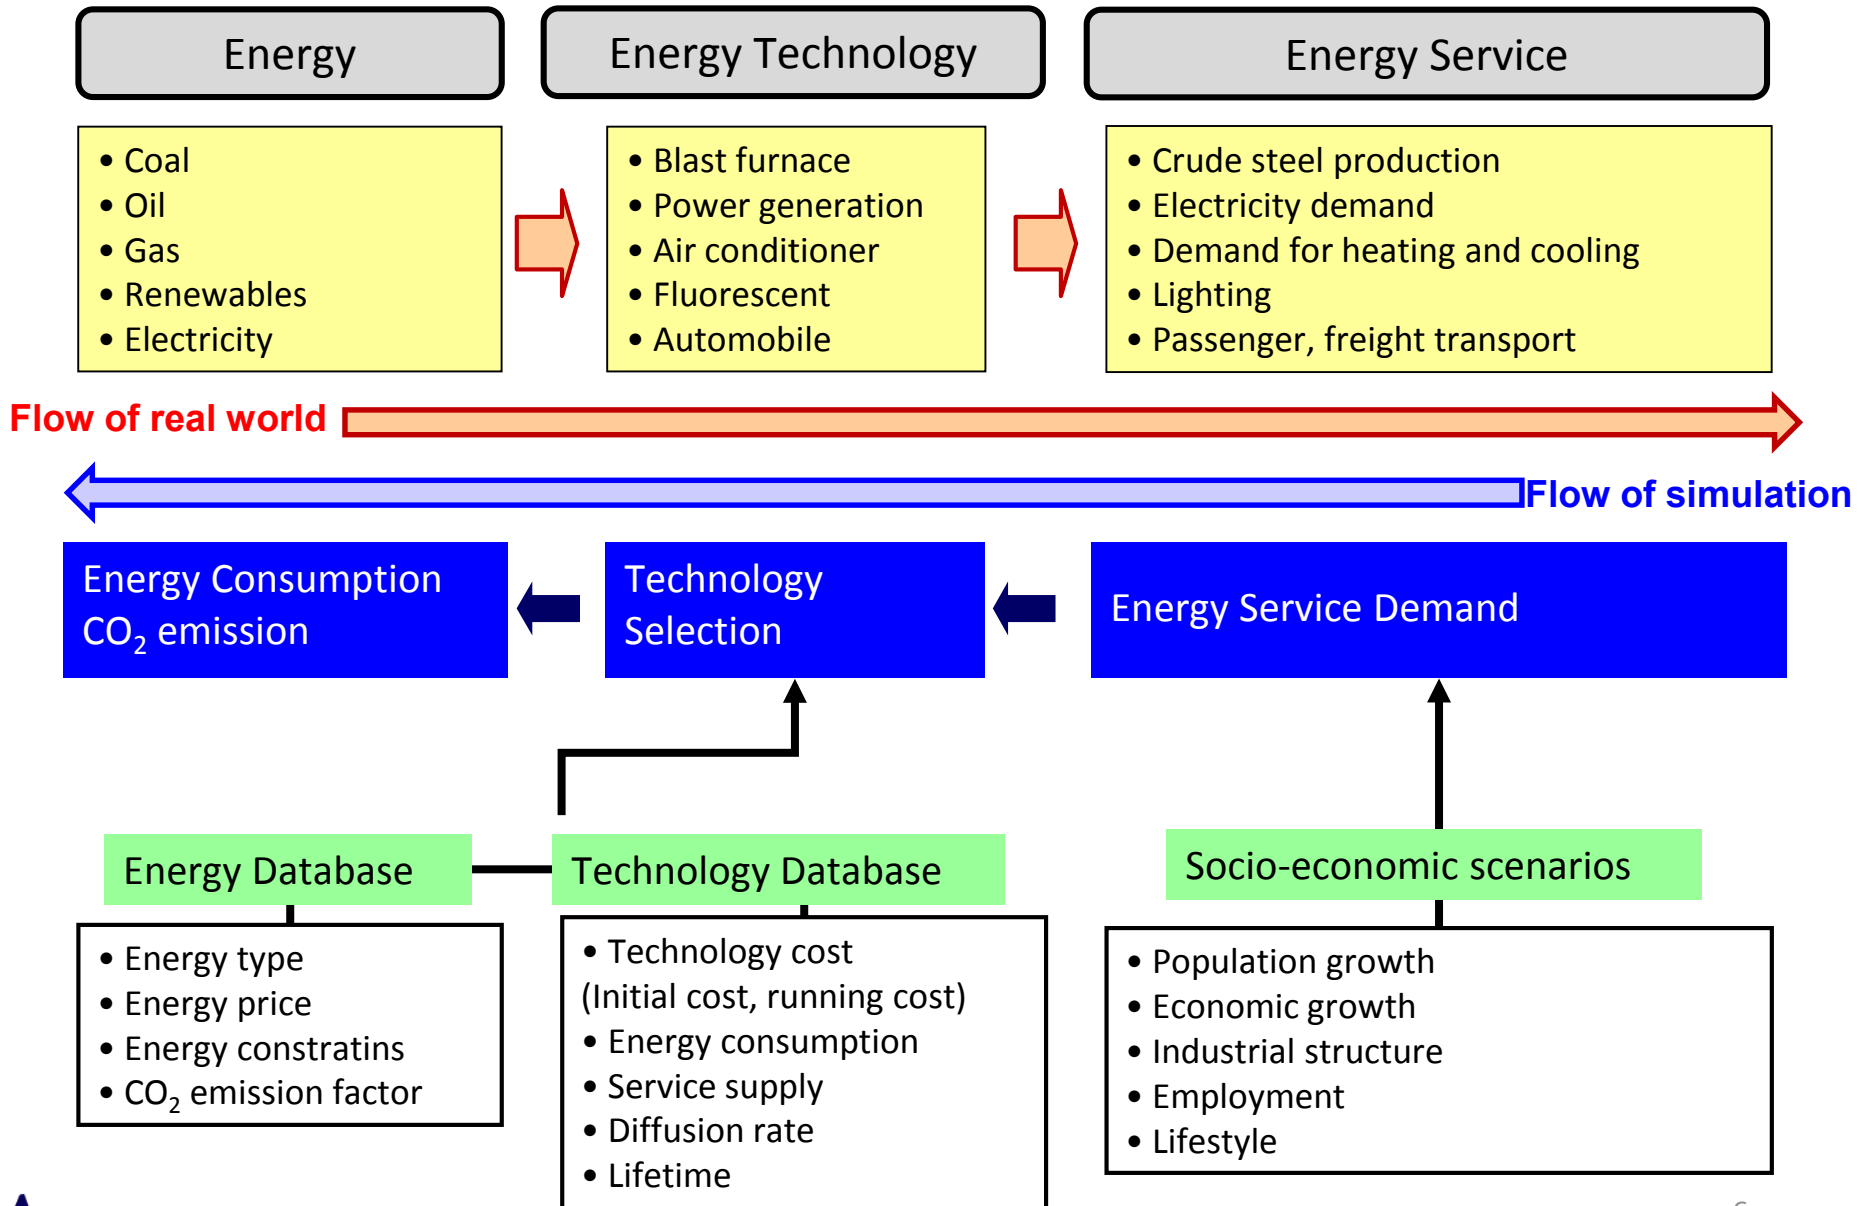 Energy
Energy Technology
Energy Service
• Coal
• Oil
• Gas
• Renewables
• Electricity
• Blast furnace
• Power generation
• Air conditioner
• Fluorescent
• Automobile
• Crude steel production
• Electricity demand
• Demand for heating and cooling
• Lighting
• Passenger, freight transport
Flow of real world
Flow of simulation
Energy Consumption
CO₂ emission
Technology
Selection
Energy Service Demand
Energy Database
Technology Database
Socio-economic scenarios
• Energy type
• Energy price
• Energy constratins
• CO₂ emission factor
• Technology cost
(Initial cost, running cost)
• Energy consumption
• Service supply
• Diffusion rate
• Lifetime
• Population growth
• Economic growth
• Industrial structure
• Employment
• Lifestyle